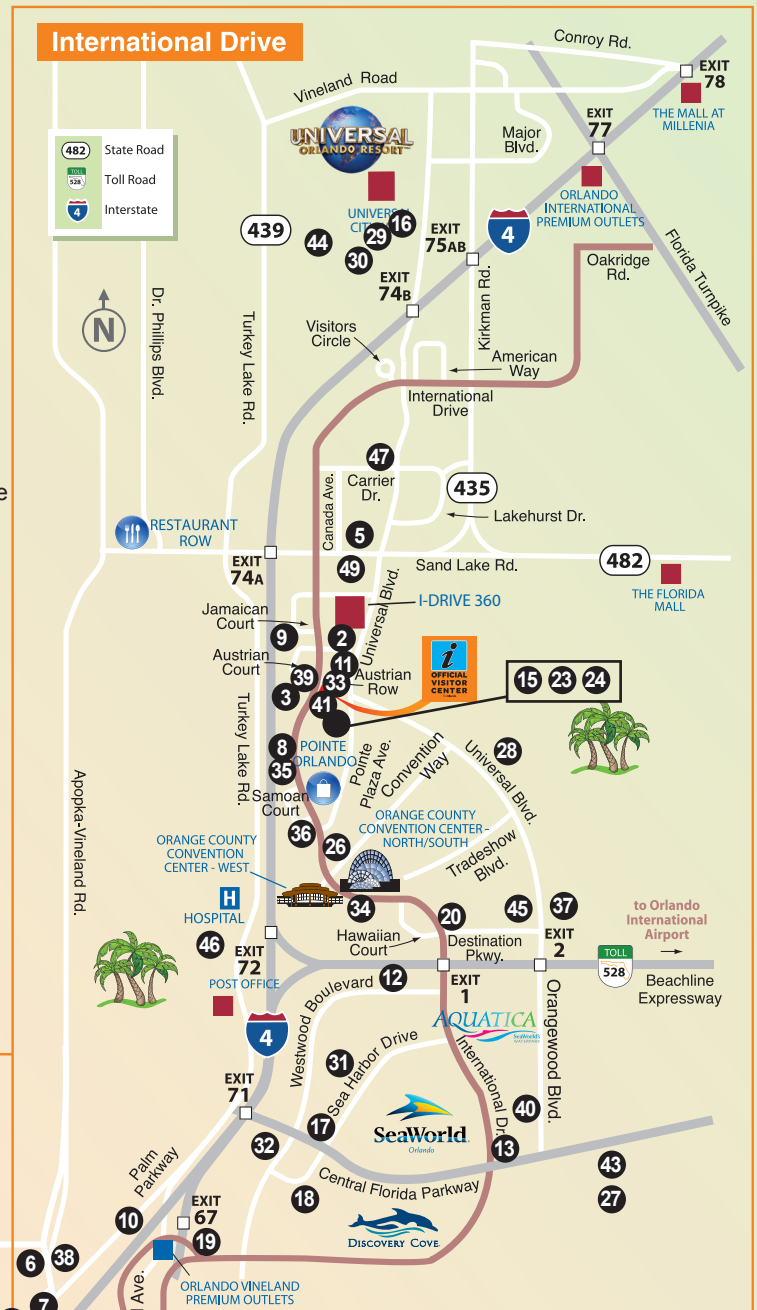 International Drive
482 State Road
TOLL
528 Toll Road
4 Interstate
N
Conroy Rd.
Vineland Road
EXIT
78
THE MALL AT
MILLENIA
EXIT
77
Major
Blvd.
UNIVERSAL
ORLANDO RESORT
ORLANDO
INTERNATIONAL
PREMIUM OUTLETS
439
44
16
29
30
EXIT
75AB
4
EXIT
74B
Oakridge
Rd.
Florida Turnpike
Dr. Phillips Blvd.
Turkey Lake Rd.
Kirkman Rd.
Visitors
Circle
American
Way
International
Drive
47
Carrier
Dr.
Canada Ave.
435
Lakehurst Dr.
e
RESTAURANT
ROW
5
EXIT
74A
49
Sand Lake Rd.
482
THE FLORIDA
MALL
I-DRIVE 360
Universal Blvd.
Jamaican
Court
9
2
Austrian
Court
11
39
33
Austrian
Row
3
41
i
OFFICIAL
VISITOR
CENTER
15
23
24
Turkey Lake Rd.
8
35
POINTE
ORLANDO
Pointe
Plaza Ave.
Convention
Way
Universal Blvd.
28
Apopka-Vineland Rd.
Samoan
Court
36
26
ORANGE COUNTY
CONVENTION CENTER -
NORTH/SOUTH
Tradeshow
Blvd.
ORANGE COUNTY
CONVENTION
CENTER - WEST
H
HOSPITAL
34
20
45
37
to Orlando
International
Airport
46
EXIT
72
Hawaiian
Court
Destination
Pkwy.
EXIT
2
TOLL
528
Beachline
Expressway
POST OFFICE
12
EXIT
1
4
Westwood Boulevard
AQUATICA
International Dr.
Orangewood Blvd.
31
Sea Harbor Drive
EXIT
71
17
SeaWorld
Orlando
40
32
13
43
27
Palm
Parkway
18
Central Florida Parkway
EXIT
67
10
19
DISCOVERY COVE
6
38
7
ORLANDO VINELAND
PREMIUM OUTLETS
Ave.